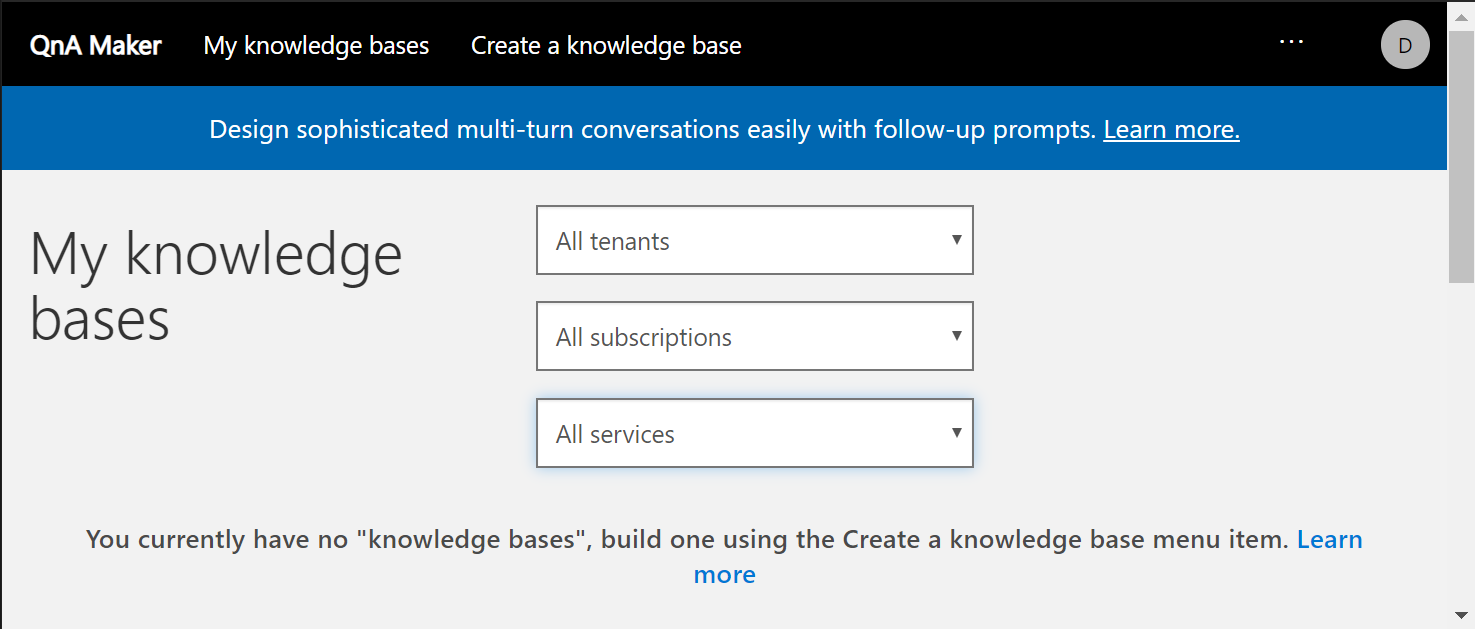 QnA Maker My knowledge bases Create a knowledge base ... D
Design sophisticated multi-turn conversations easily with follow-up prompts. Learn more.
My knowledge
bases
All tenants
All subscriptions
All services
You currently have no "knowledge bases", build one using the Create a knowledge base menu item. Learn
more